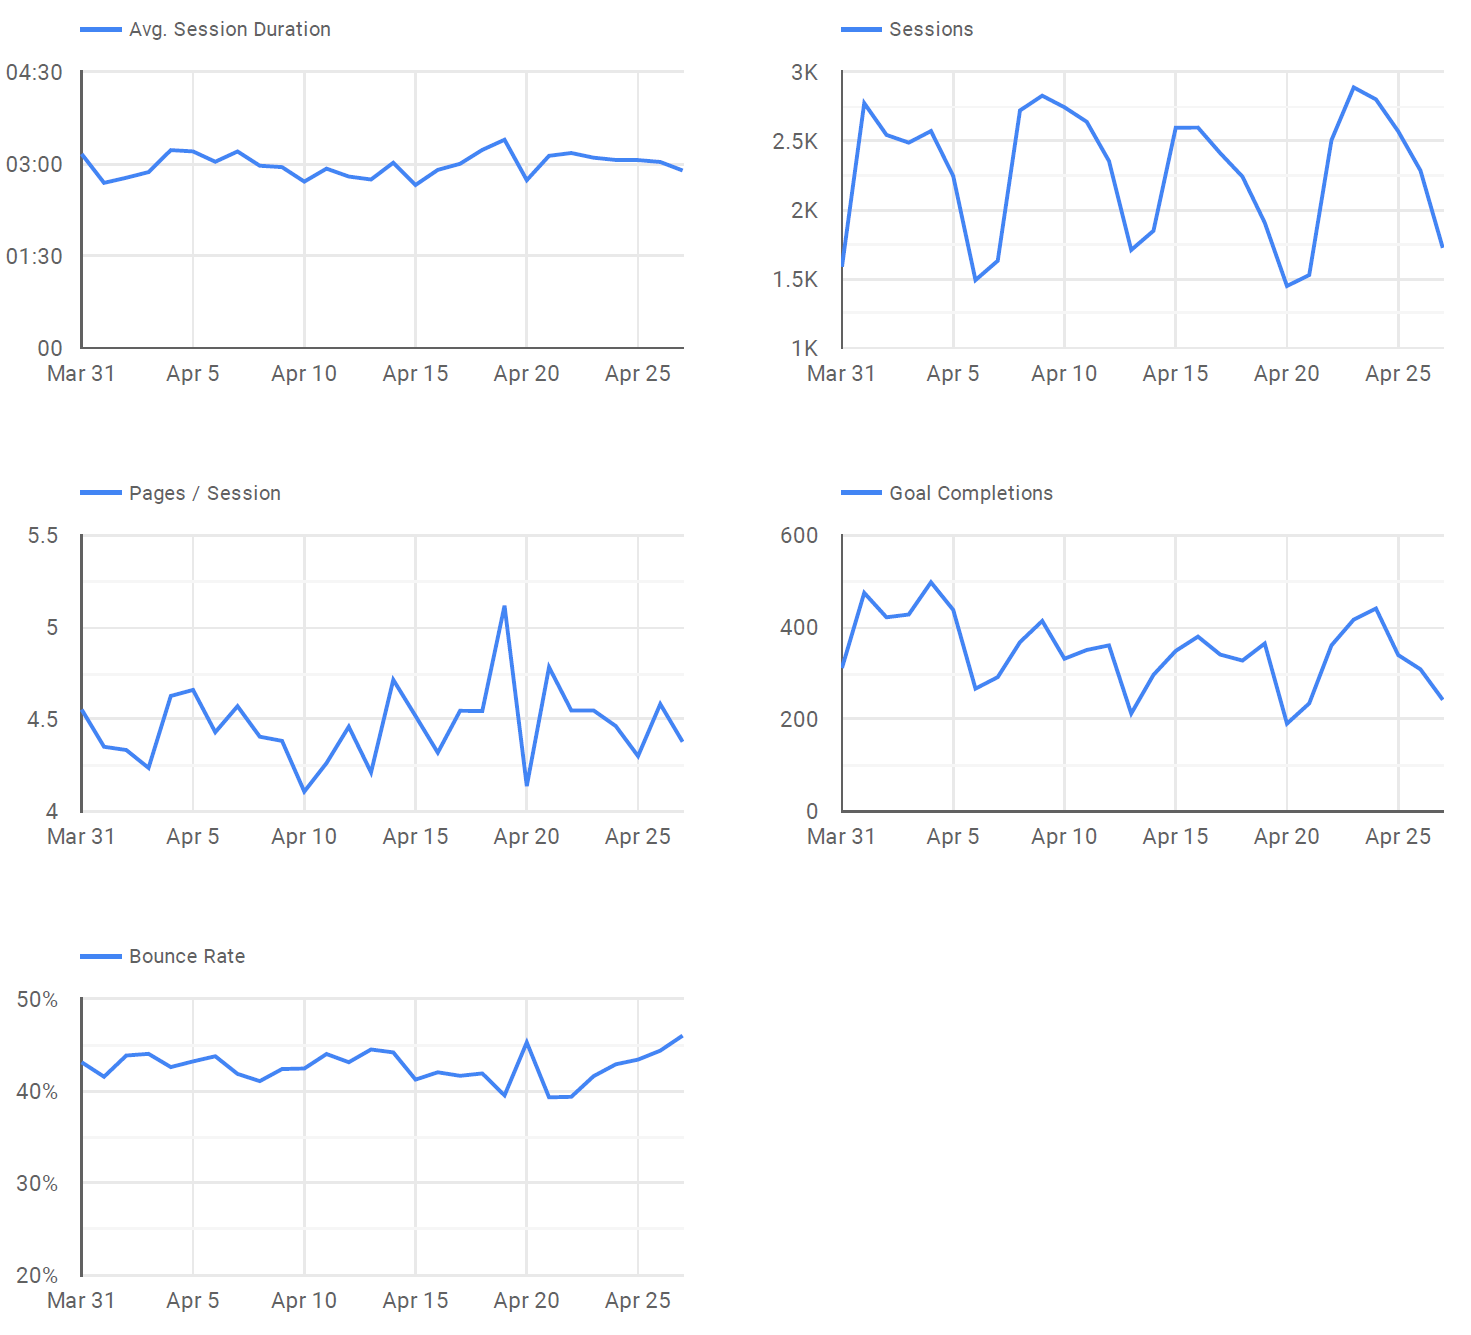 Avg. Session Duration
04:30
03:00
01:30
00
Mar 31 Apr 5 Apr 10 Apr 15 Apr 20 Apr 25
Sessions
3K
2.5K
2K
1.5K
1K
Mar 31 Apr 5 Apr 10 Apr 15 Apr 20 Apr 25
Pages / Session
5.5
5
4.5
4
Mar 31 Apr 5 Apr 10 Apr 15 Apr 20 Apr 25
Goal Completions
600
400
200
0
Mar 31 Apr 5 Apr 10 Apr 15 Apr 20 Apr 25
Bounce Rate
50%
40%
30%
20%
Mar 31 Apr 5 Apr 10 Apr 15 Apr 20 Apr 25